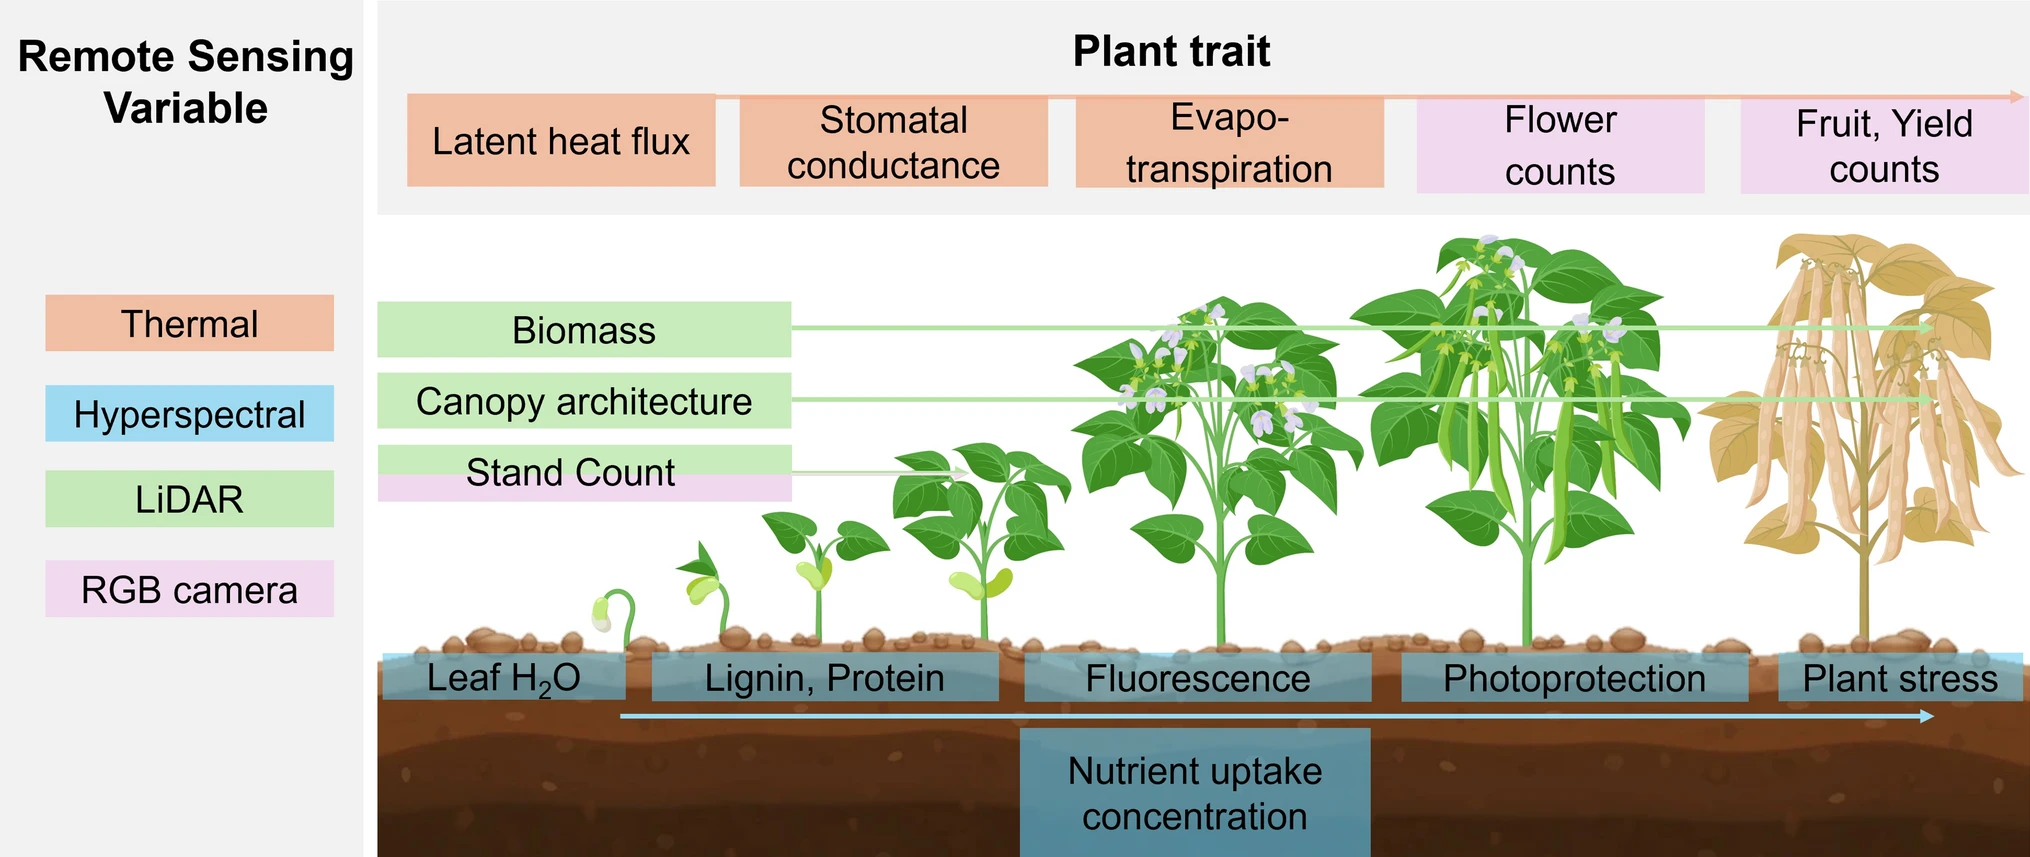 Remote Sensing
Variable
Plant trait
Latent heat flux
Stomatal
conductance
Evapo-
transpiration
Flower
counts
Fruit, Yield
counts
Thermal
Hyperspectral
LiDAR
RGB camera
Biomass
Canopy architecture
Stand Count
Leaf H₂O
Lignin, Protein
Fluorescence
Photoprotection
Plant stress
Nutrient uptake
concentration